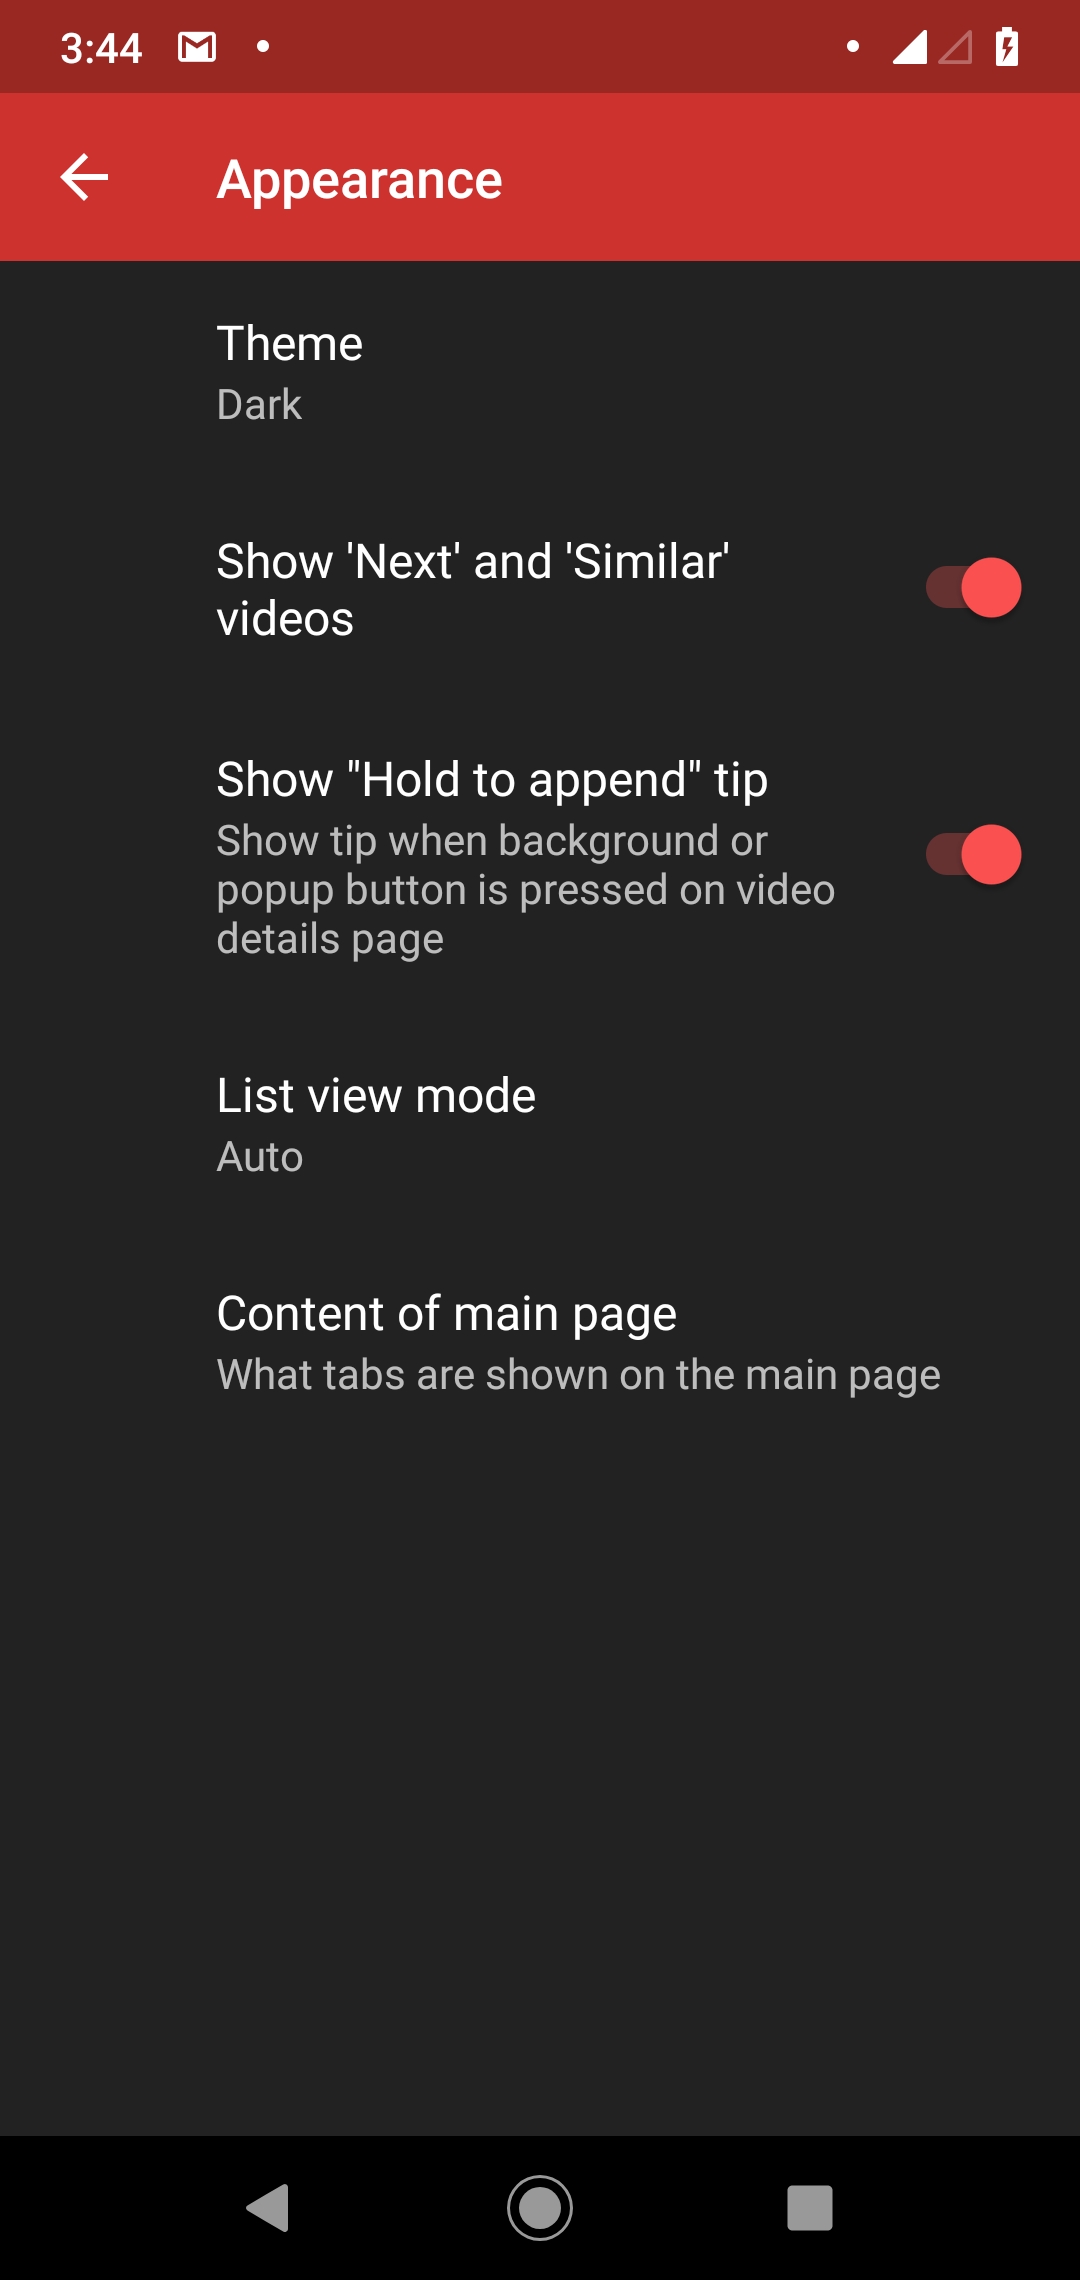 3:44
Appearance
Theme
Dark
Show 'Next' and 'Similar'
videos
Show "Hold to append" tip
Show tip when background or
popup button is pressed on video
details page
List view mode
Auto
Content of main page
What tabs are shown on the main page